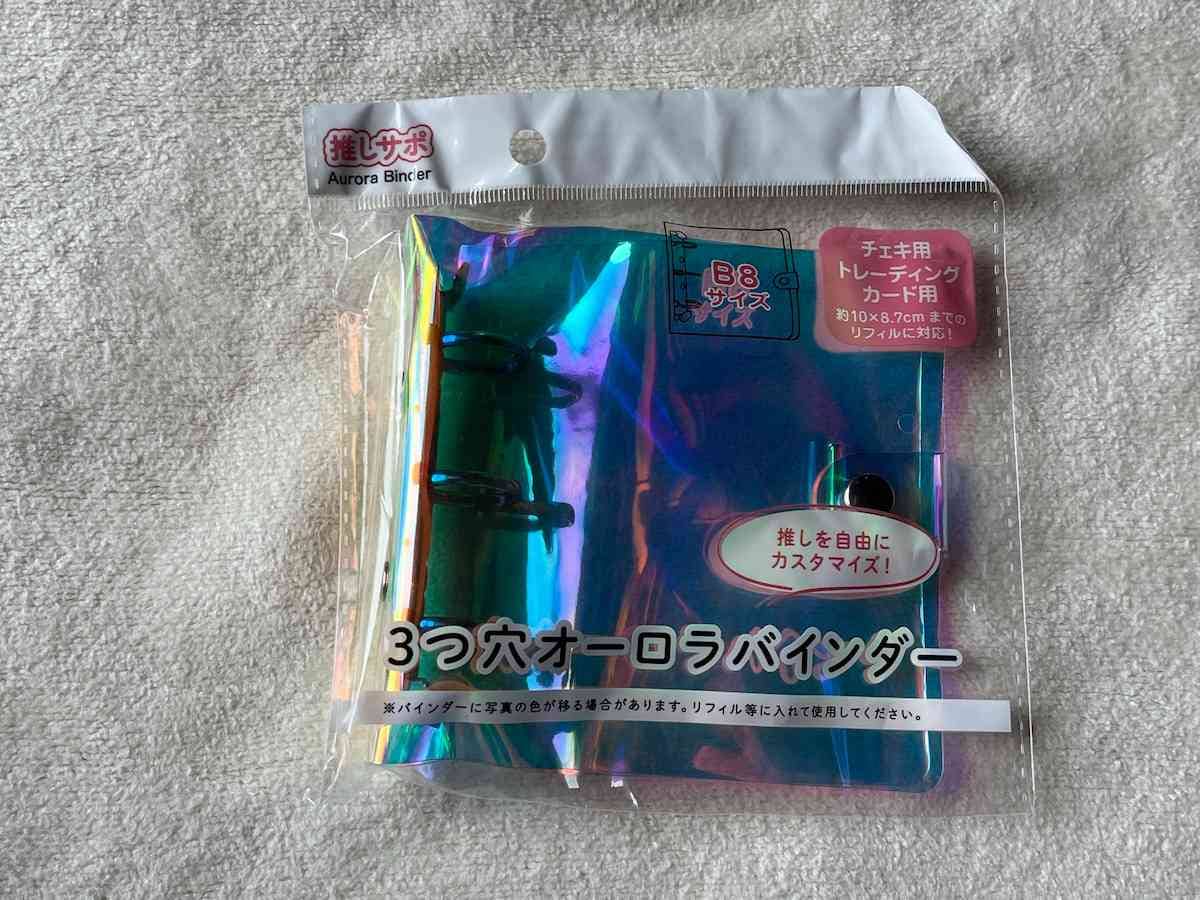 推しサポ
Aurora Binder
B8
サイズ
チェキ用
トレーディング
カード用
約10×8.7cmまでの
リフィルに対応!
推しを自由に
カスタマイズ!
3つ穴オーロラバインダー
※バインダーに写真の色が移る場合があります。リフィル等に入れて使用してください。